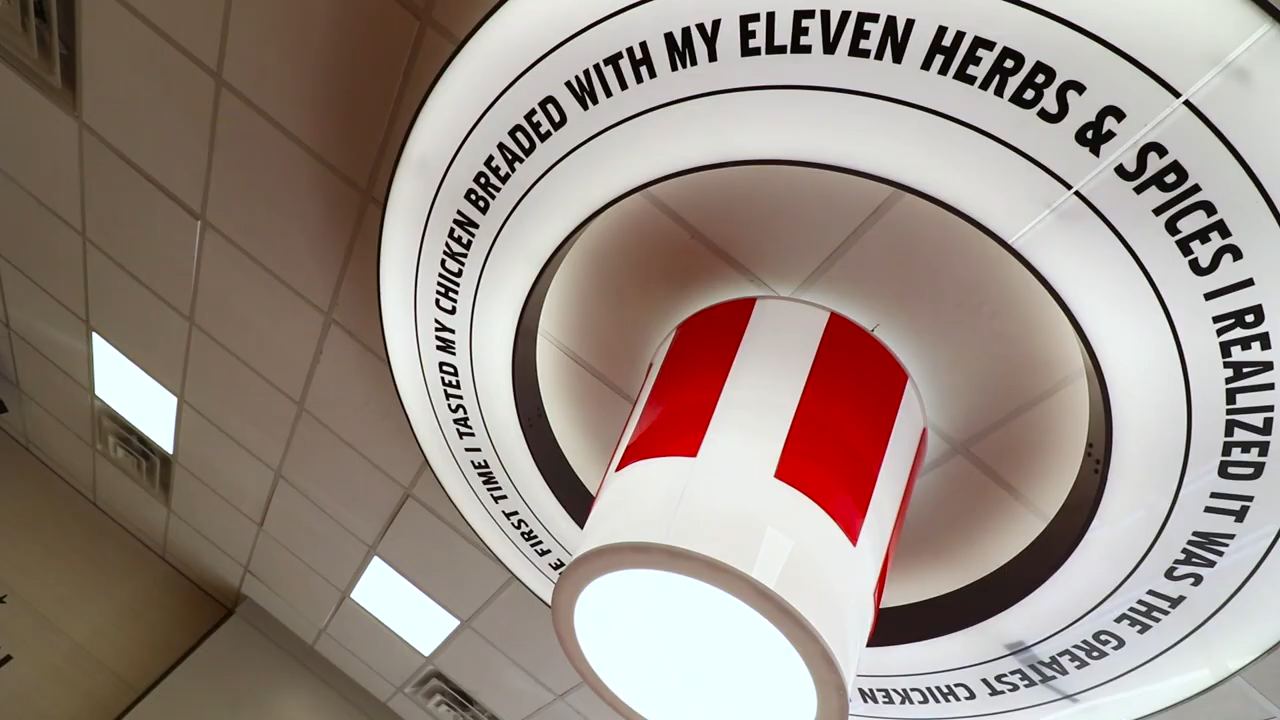 FIRST TIME I TASTED MY CHICKEN BREADED WITH MY ELEVEN HERBS & SPICES I REALIZED IT WAS THE GREATEST CHICKEN